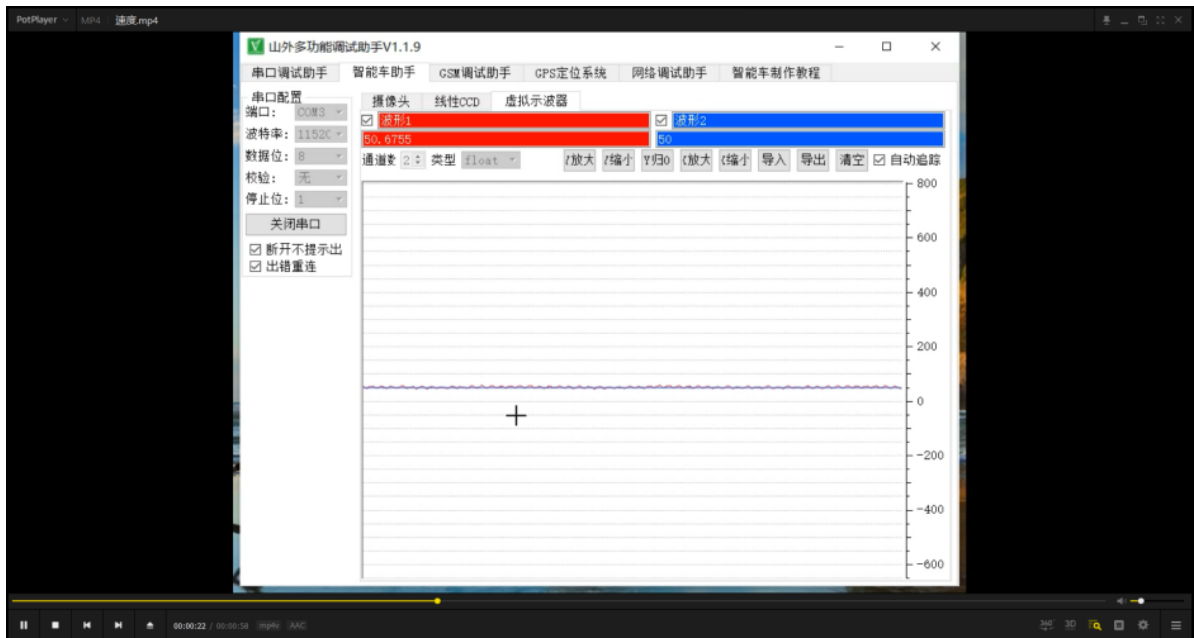 PotPlayer MP4 速度.mp4
山外多功能调试助手V1.1.9
串口调试助手 智能车助手 GSM调试助手 GPS定位系统 网络调试助手 智能车制作教程
串口配置
端口: COM3
波特率: 11520
数据位: 8
校验: 无
停止位: 1
关闭串口
断开不提示出
出错重连
摄像头 线性CCD 虚拟示波器
波形1 波形2
50.6755 50
通道数 2 类型 float 放大 缩小 Y归0 放大 缩小 导入 导出 清空 自动追踪
800
600
400
200
0
-200
-400
-600
00:00:22 / 00:00:58 mp4v AAC
360° 3D